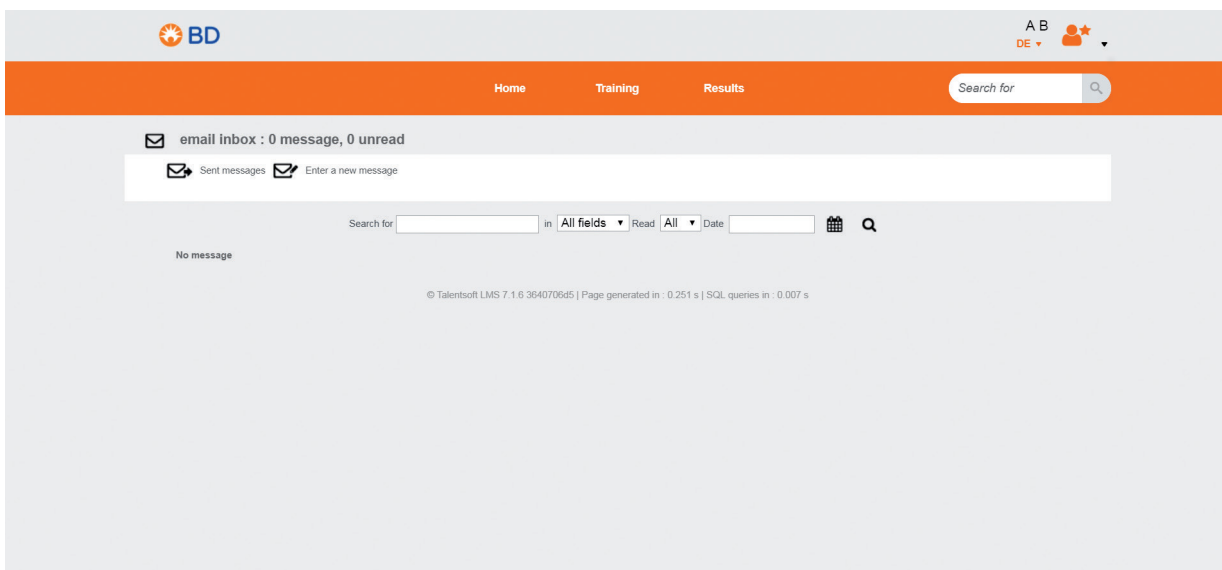 BD
A B
DE
Home Training Results
Search for
email inbox : 0 message, 0 unread
Sent messages Enter a new message
Search for in All fields Read All Date
No message
© Talentsoft LMS 7.1.6 3640706d5 | Page generated in : 0.251 s | SQL queries in : 0.007 s